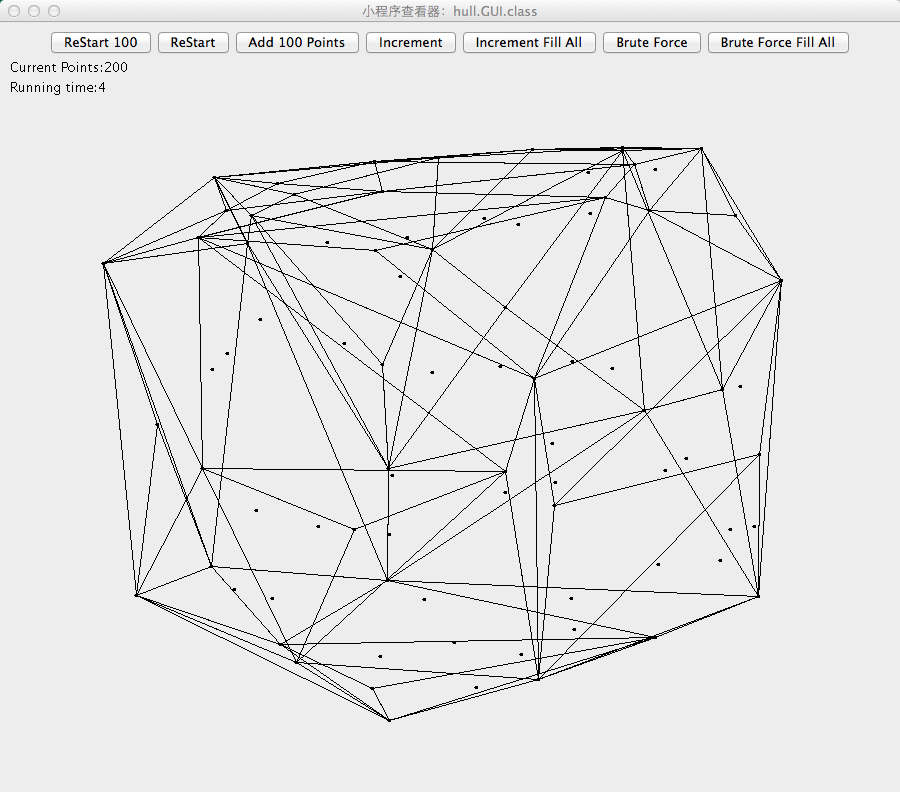 小程序查看器：hull.GUI.class
ReStart 100 ReStart Add 100 Points Increment Increment Fill All Brute Force Brute Force Fill All
Current Points:200
Running time:4